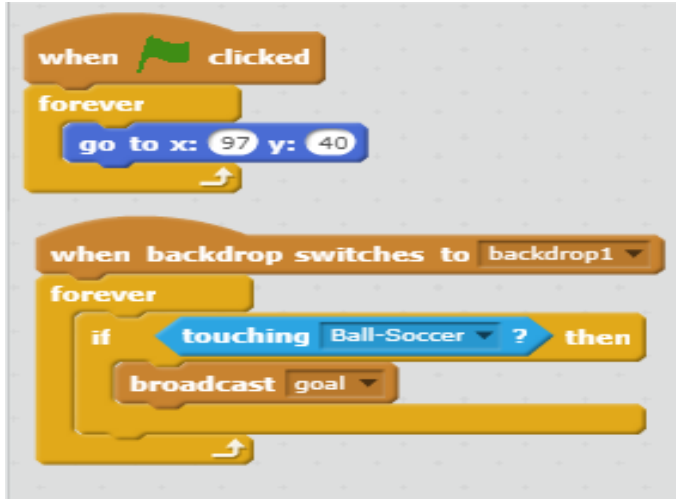 when clicked
forever
go to x: 97 y: 40
when backdrop switches to backdrop1
forever
if touching Ball-Soccer ? then
broadcast goal